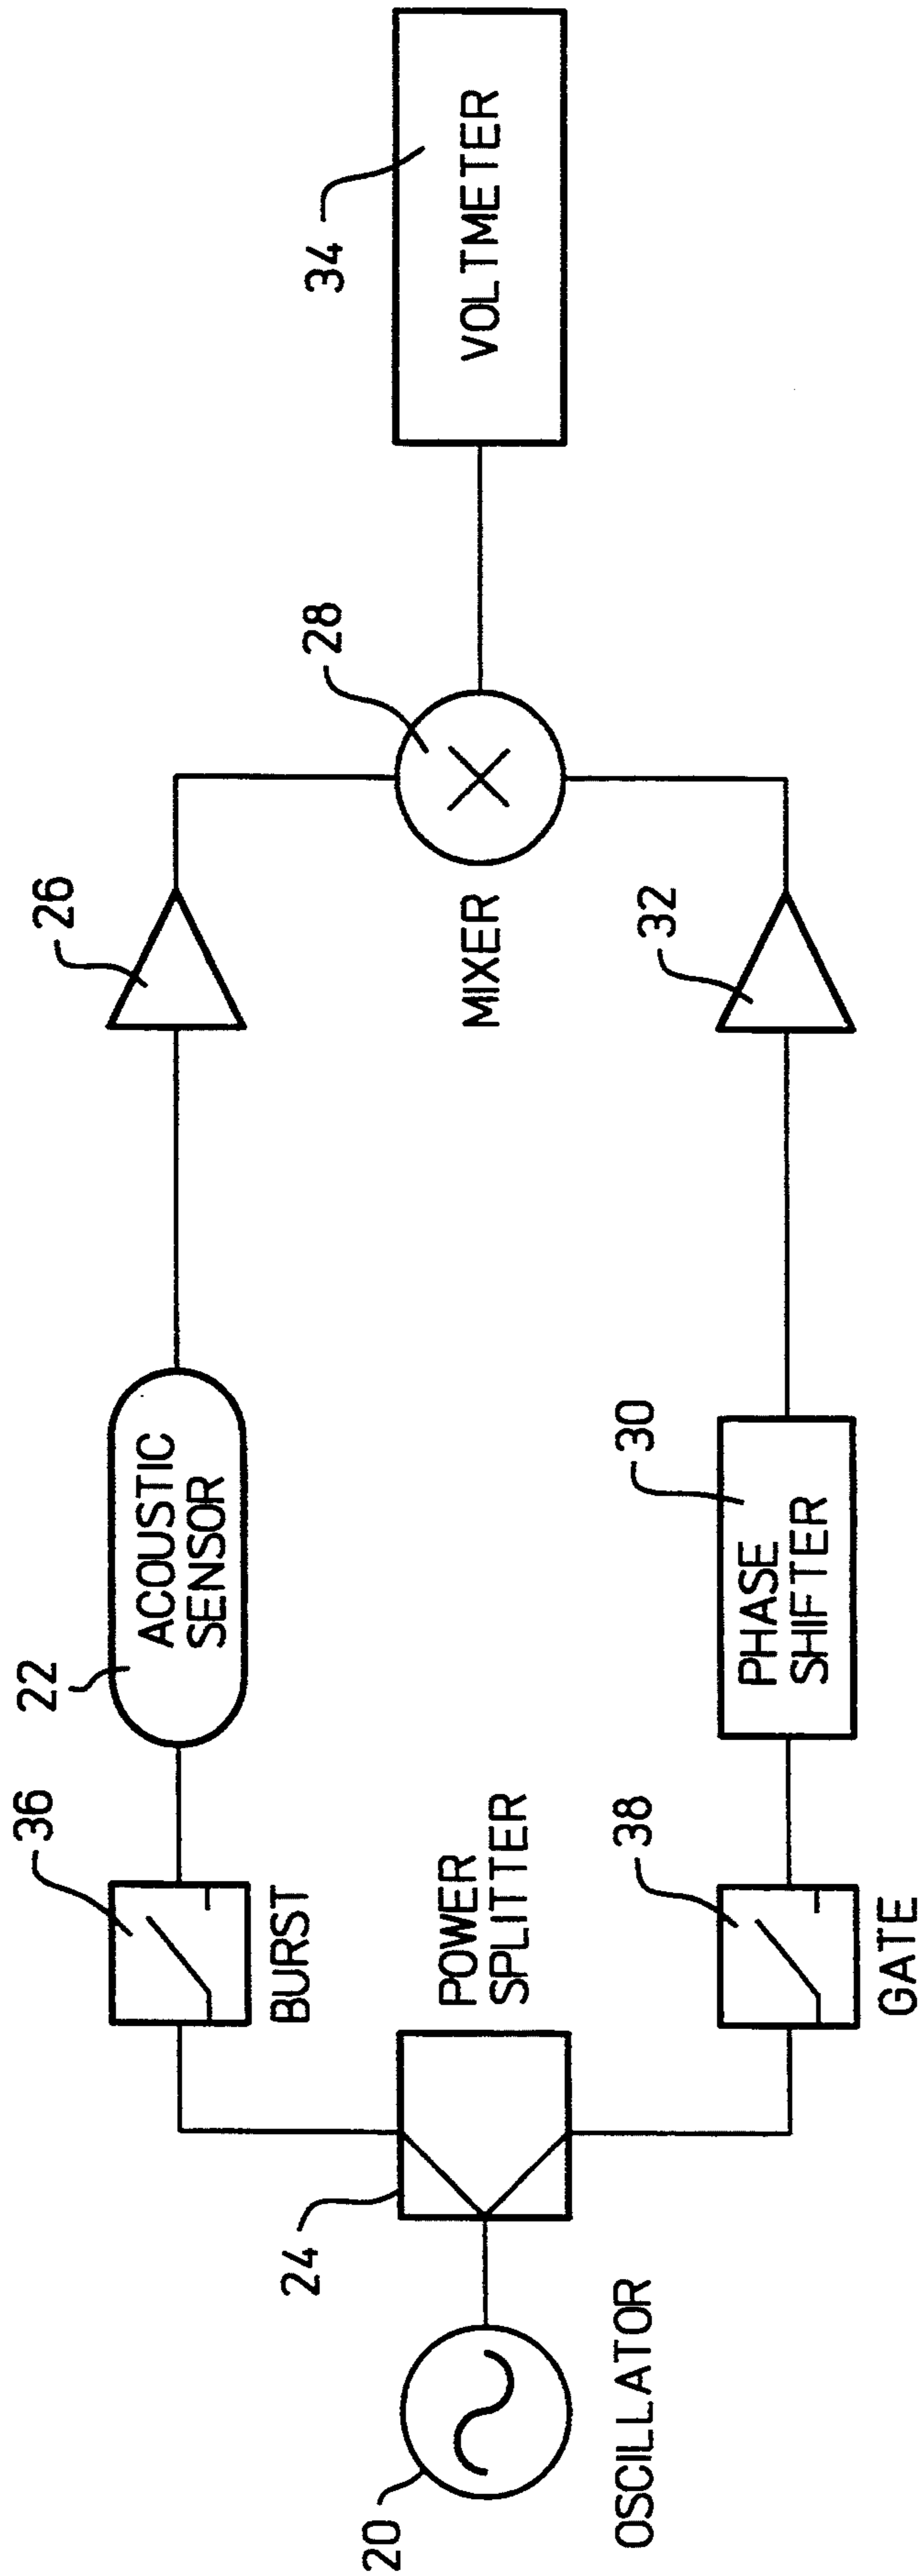 36
22
26
BURST
ACOUSTIC
SENSOR
24
POWER
SPLITTER
MIXER
28
34
VOLTMETER
20
OSCILLATOR
38
30
32
PHASE
SHIFTER
GATE